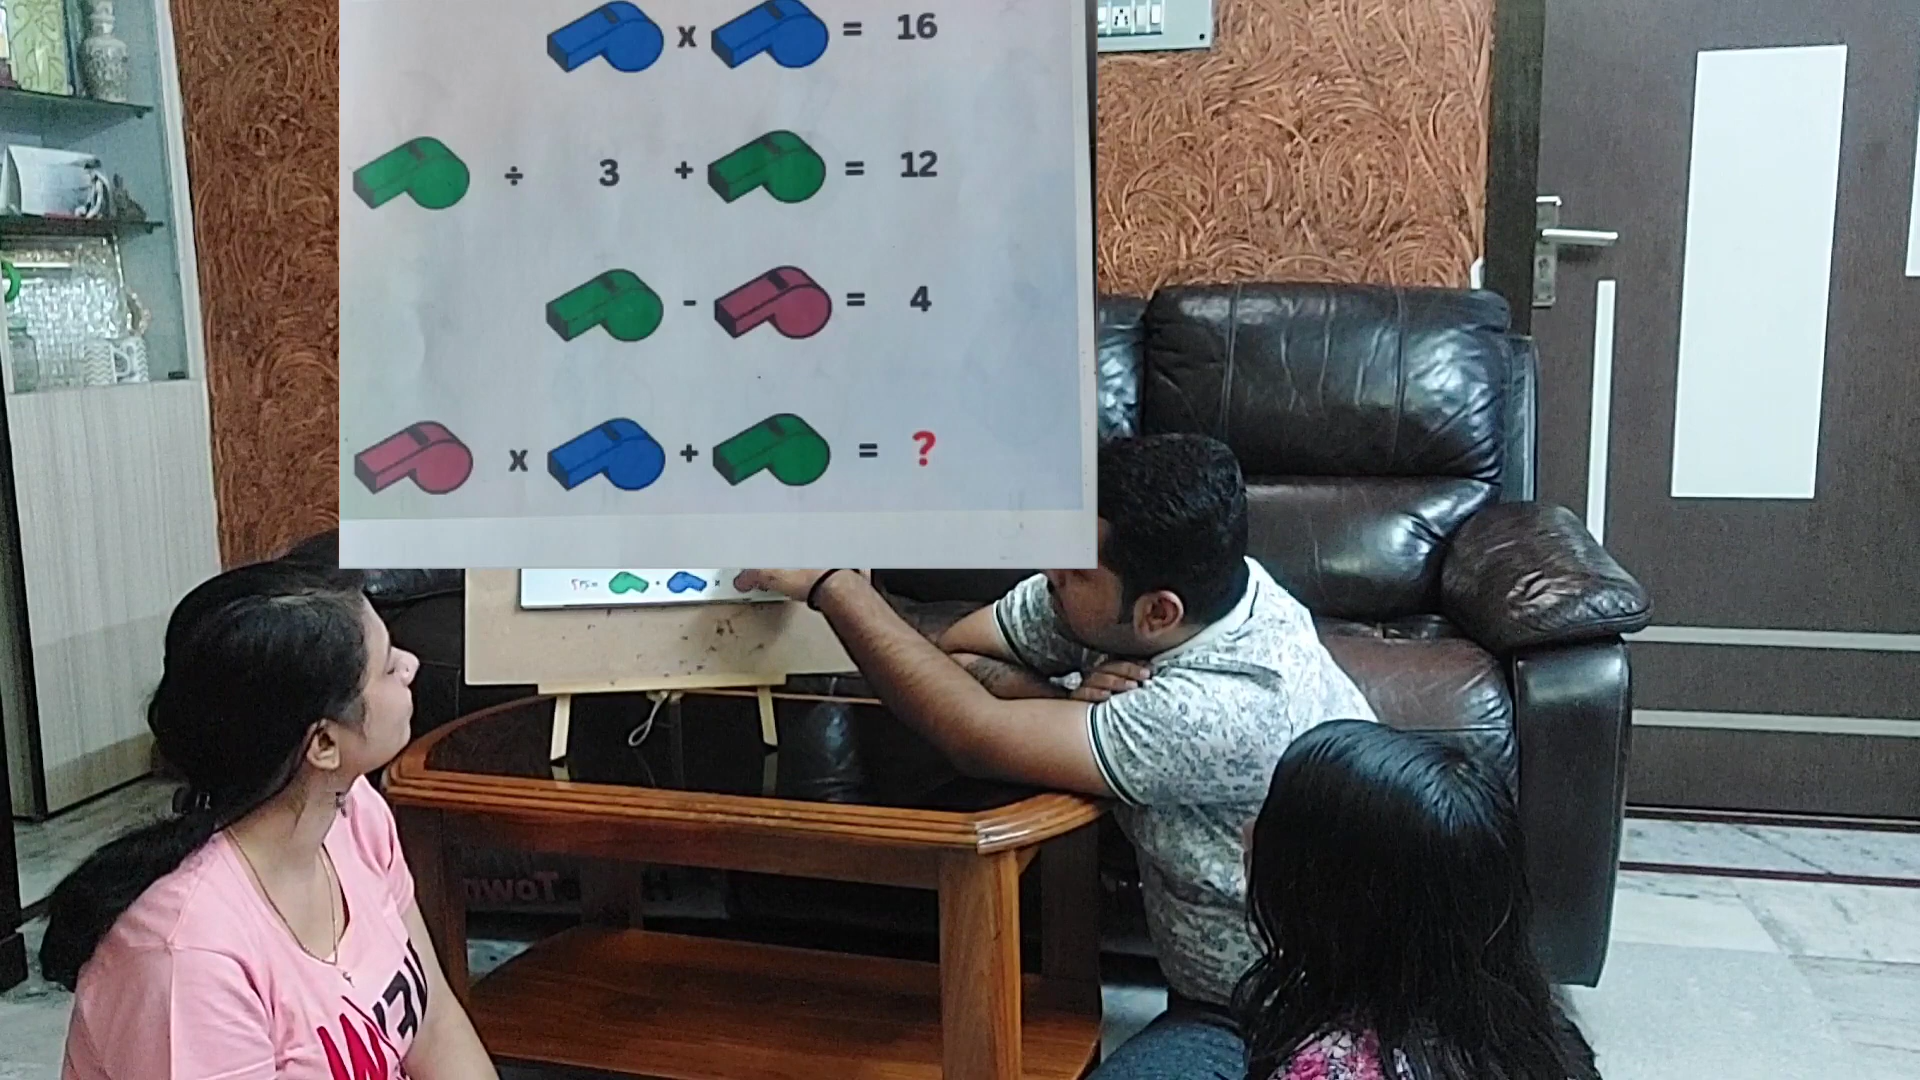 x = 16
÷ 3 + = 12
- = 4
x + = ?